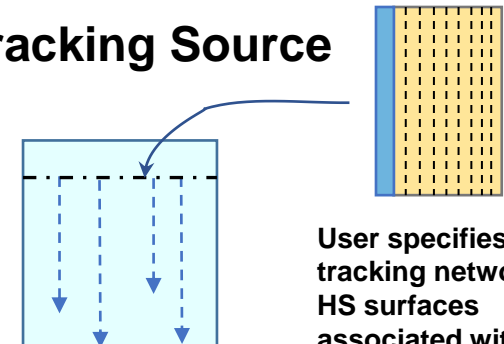 racking Source
User specifies
tracking netwo
HS surfaces
associated wit